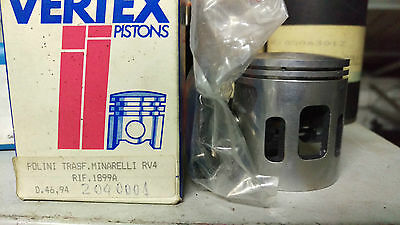 VERTEX
PISTONS
POLINI TRASF.MINARELLI RV4
RIF.1899A
D.46,94 2040004